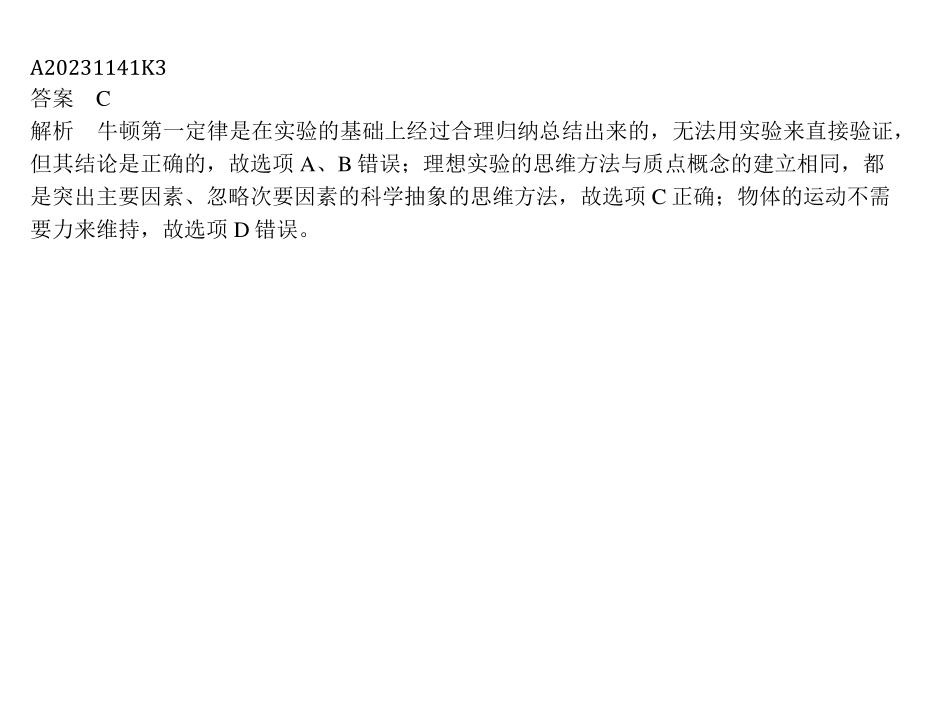 A20231141K3
答案 C
解析 牛顿第一定律是在实验的基础上经过合理归纳总结出来的，无法用实验来直接验证，
但其结论是正确的，故选项 A、B 错误；理想实验的思维方法与质点概念的建立相同，都
是突出主要因素、忽略次要因素的科学抽象的思维方法，故选项 C 正确；物体的运动不需
要力来维持，故选项 D 错误。